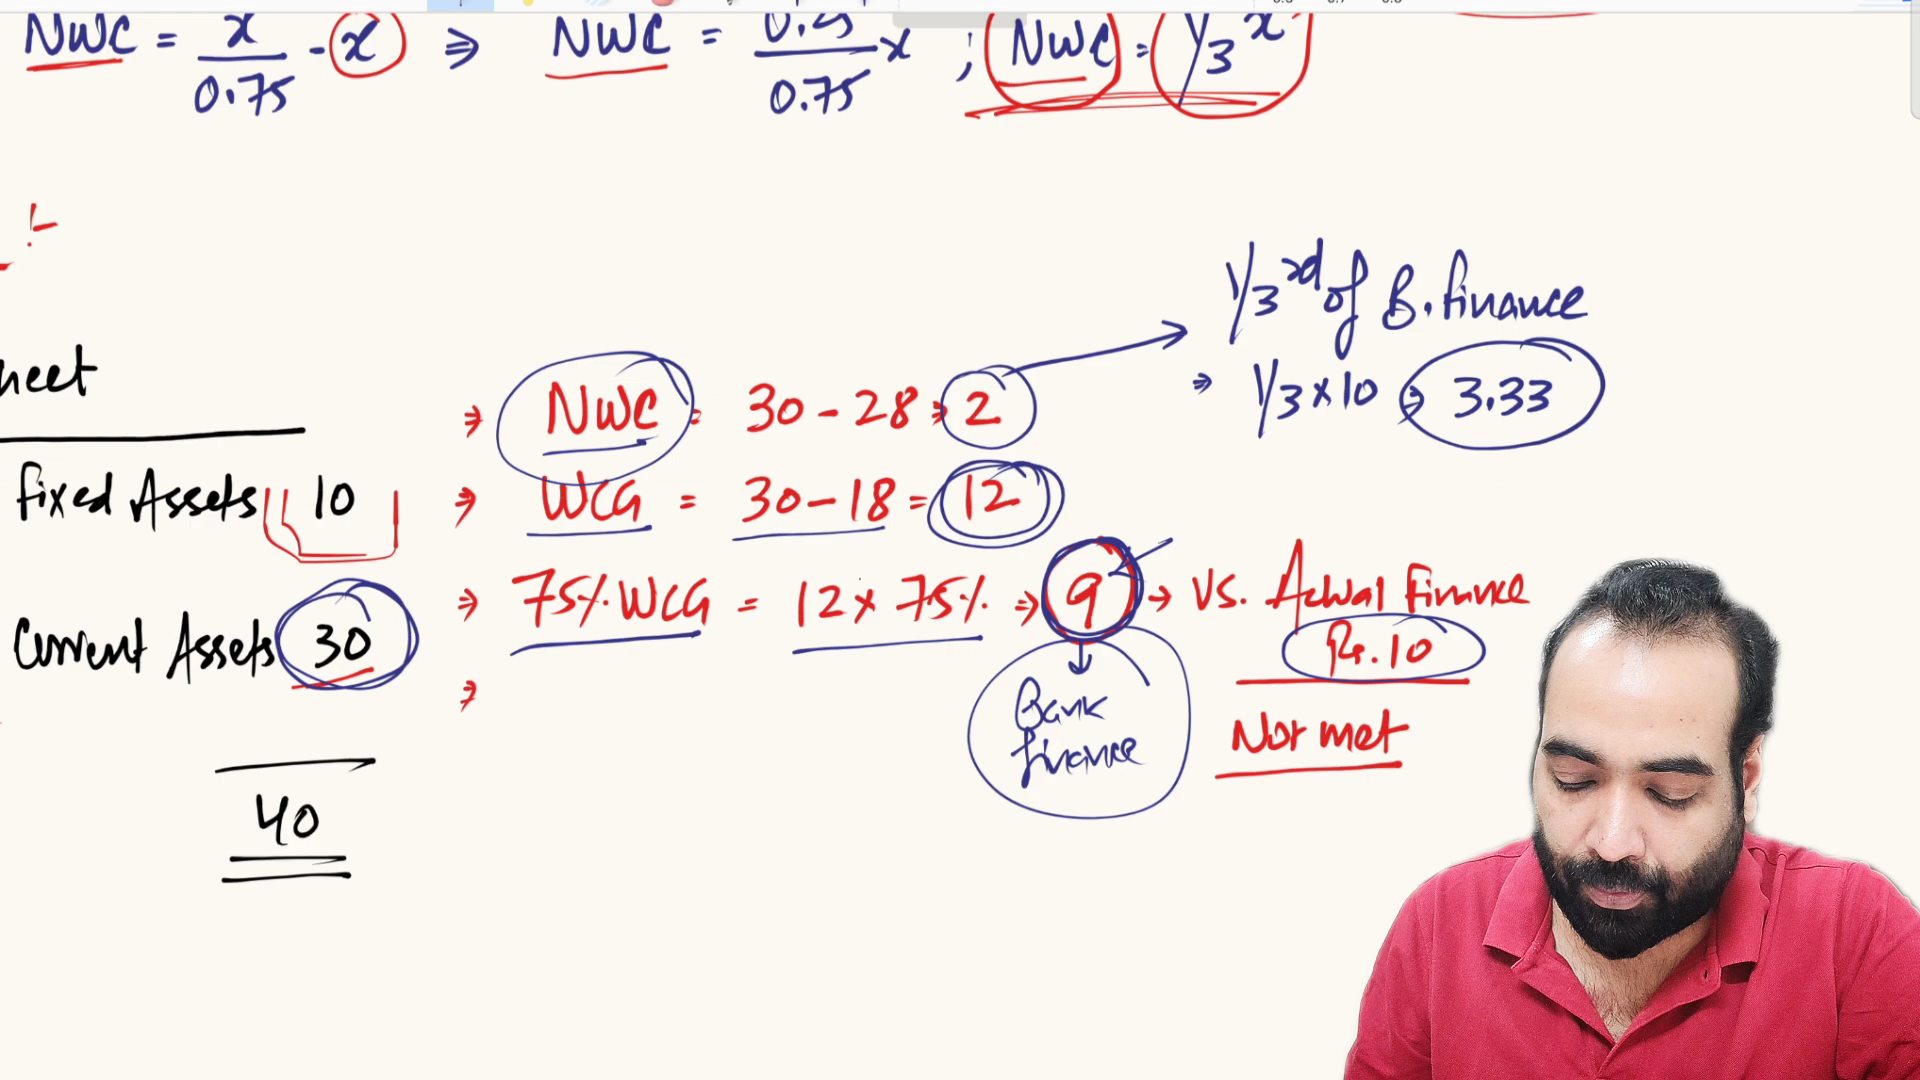 NWC = x/0.75 - x ⇒ NWC = 0.25/0.75 x ; NWC = 1/3 x
:-
heet
Fixed Assets 10
Current Assets 30
40
⇒ NWC = 30 - 28 ⇒ 2
⇒ WCG = 30 - 18 = 12
⇒ 75% WCG = 12 x 75% ⇒ 9 → VS. Actual Finance
Rs. 10
Not met
⇒
Bank
finance
1/3 rd of B. finance
⇒ 1/3 x 10 ⇒ 3.33